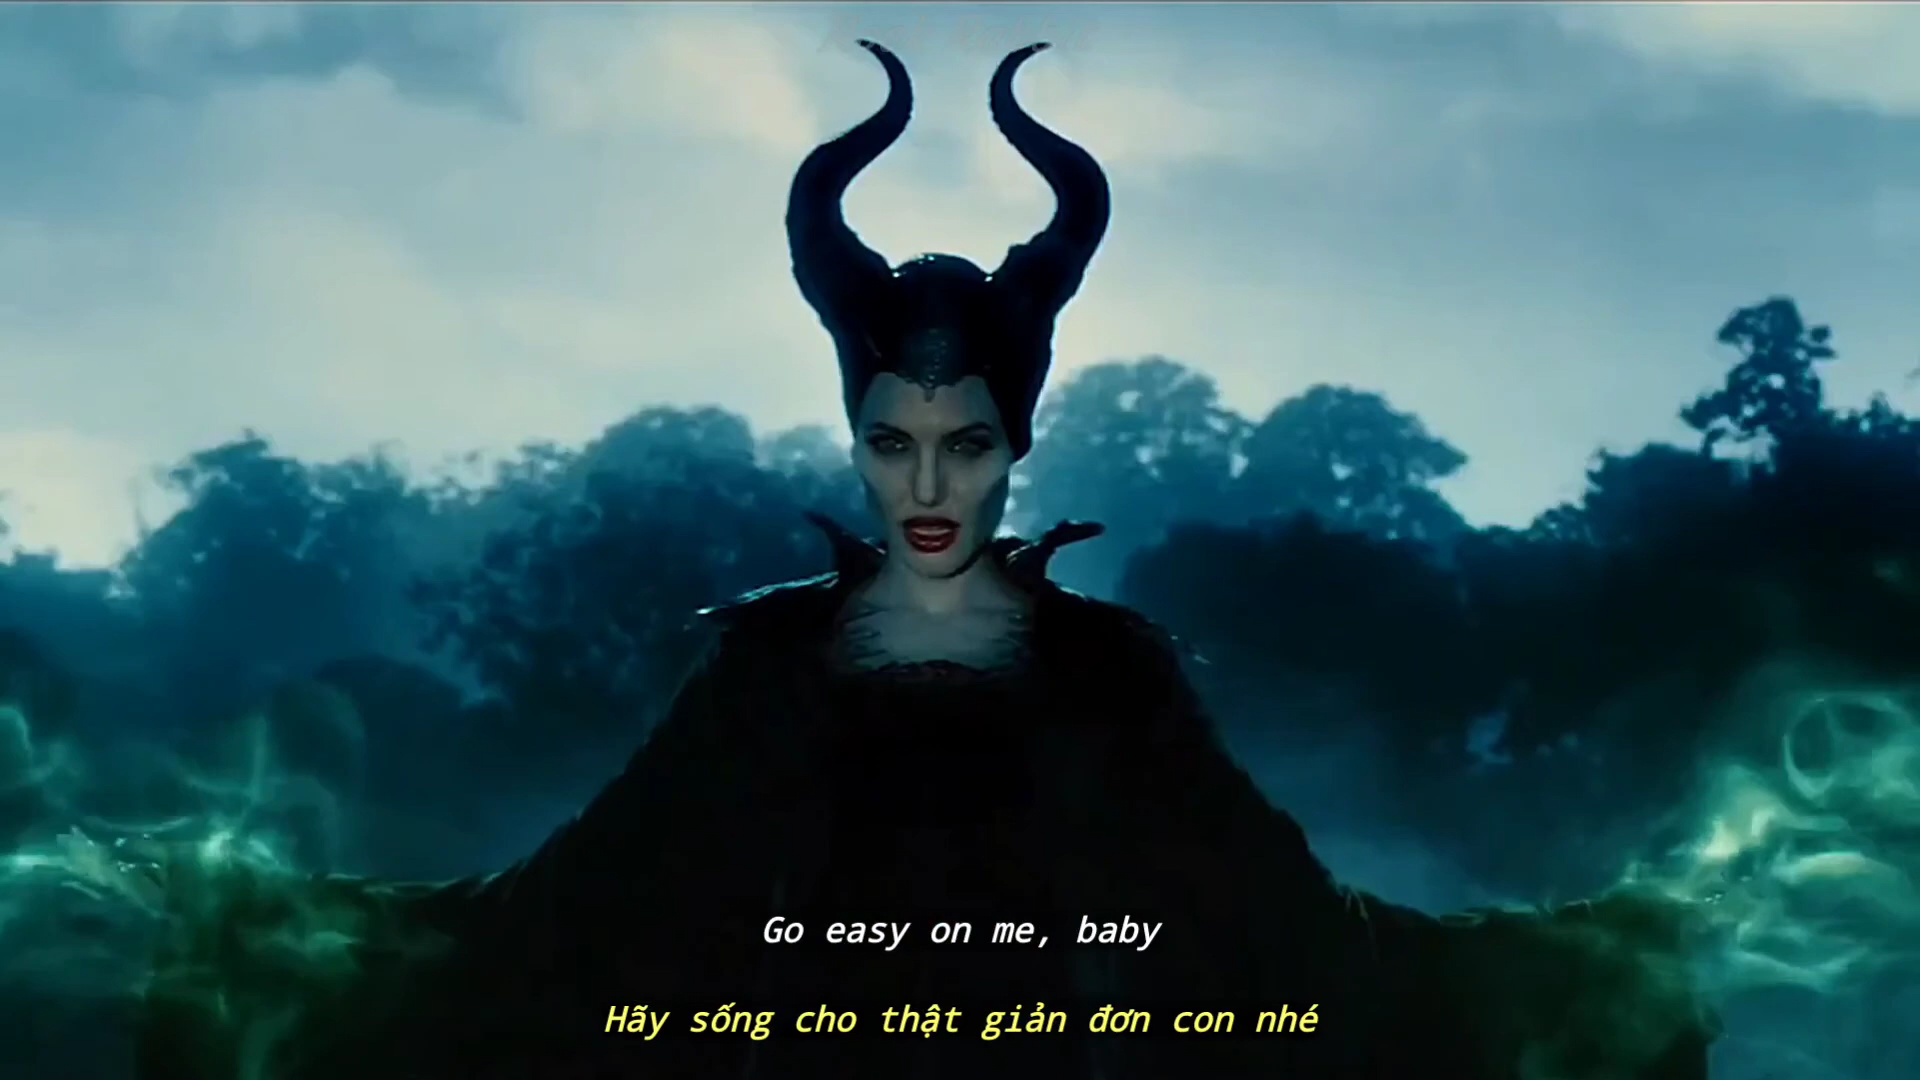 Go easy on me, baby
Hãy sống cho thật giản đơn con nhé